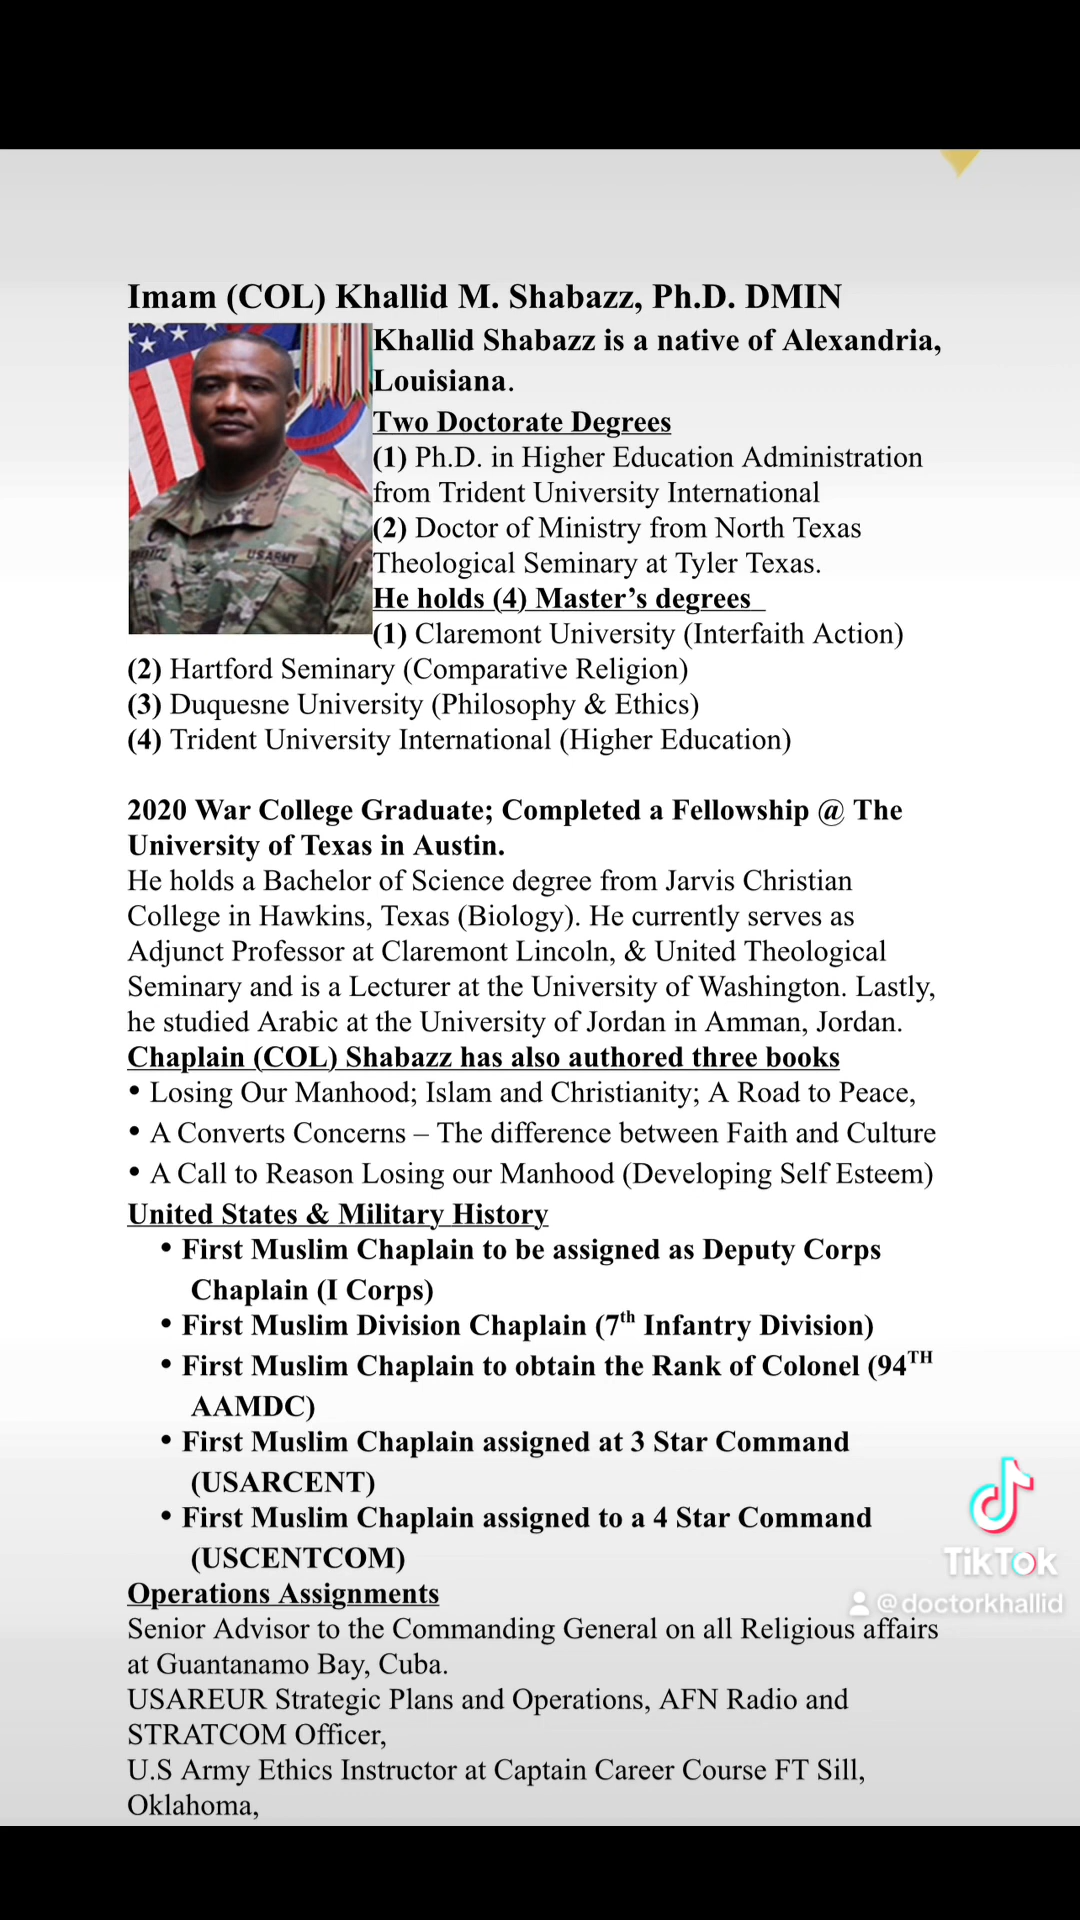 Imam (COL) Khallid M. Shabazz, Ph.D. DMIN
Khallid Shabazz is a native of Alexandria,
Louisiana.
Two Doctorate Degrees
(1) Ph.D. in Higher Education Administration
from Trident University International
(2) Doctor of Ministry from North Texas
Theological Seminary at Tyler Texas.
He holds (4) Master’s degrees
(1) Claremont University (Interfaith Action)
(2) Hartford Seminary (Comparative Religion)
(3) Duquesne University (Philosophy & Ethics)
(4) Trident University International (Higher Education)
2020 War College Graduate; Completed a Fellowship @ The
University of Texas in Austin.
He holds a Bachelor of Science degree from Jarvis Christian
College in Hawkins, Texas (Biology). He currently serves as
Adjunct Professor at Claremont Lincoln, & United Theological
Seminary and is a Lecturer at the University of Washington. Lastly,
he studied Arabic at the University of Jordan in Amman, Jordan.
Chaplain (COL) Shabazz has also authored three books
• Losing Our Manhood; Islam and Christianity; A Road to Peace,
• A Converts Concerns – The difference between Faith and Culture
• A Call to Reason Losing our Manhood (Developing Self Esteem)
United States & Military History
• First Muslim Chaplain to be assigned as Deputy Corps
Chaplain (I Corps)
• First Muslim Division Chaplain (7th Infantry Division)
• First Muslim Chaplain to obtain the Rank of Colonel (94TH
AAMDC)
• First Muslim Chaplain assigned at 3 Star Command
(USARCENT)
• First Muslim Chaplain assigned to a 4 Star Command
(USCENTCOM)
Operations Assignments
Senior Advisor to the Commanding General on all Religious affairs
at Guantanamo Bay, Cuba.
USAREUR Strategic Plans and Operations, AFN Radio and
STRATCOM Officer,
U.S Army Ethics Instructor at Captain Career Course FT Sill,
Oklahoma,
U.S. ARMY
TikTok
@doctorkhallid